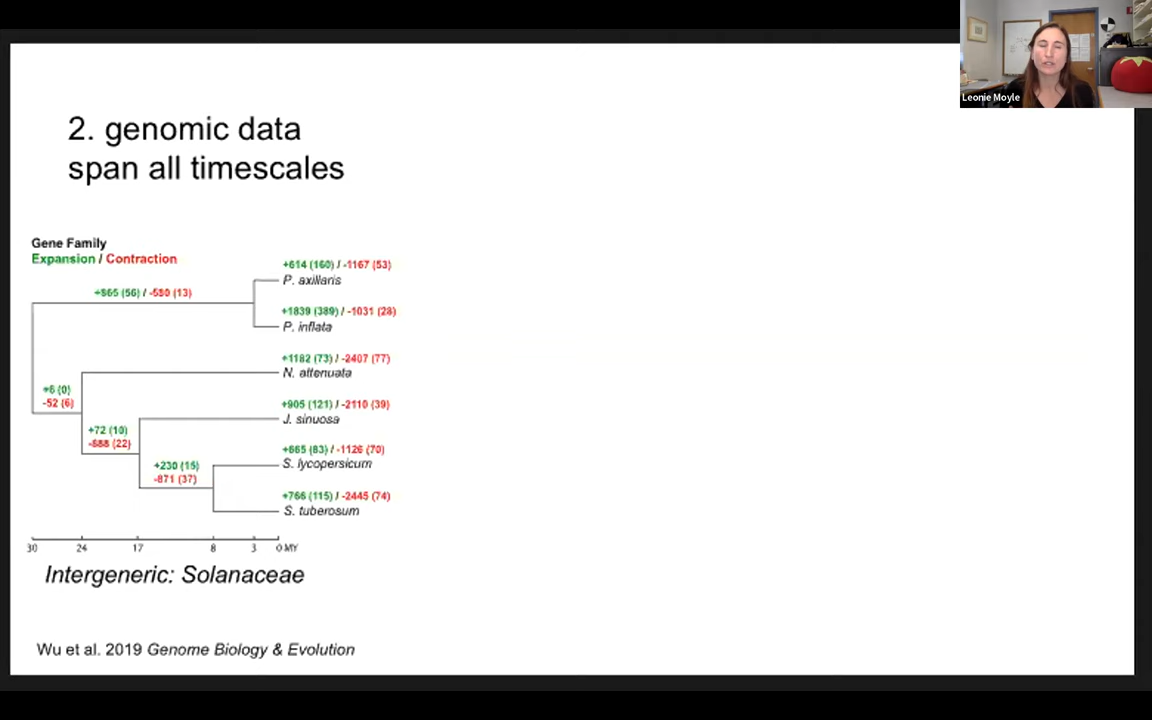 Leonie Moyle
2. genomic data
span all timescales
Gene Family
Expansion / Contraction
+614 (160) / -1167 (53)
P. axillaris
+865 (56) / -580 (13)
+1839 (389) / -1031 (28)
P. inflata
+1182 (73) / -2407 (77)
N. attenuata
+6 (0)
-52 (6)
+905 (121) / -2110 (39)
J. sinuosa
+72 (10)
-888 (22)
+665 (83) / -1126 (70)
S. lycopersicum
+230 (15)
-871 (37)
+766 (115) / -2445 (74)
S. tuberosum
30 24 17 8 3 0 MY
Intergeneric: Solanaceae
Wu et al. 2019 Genome Biology & Evolution